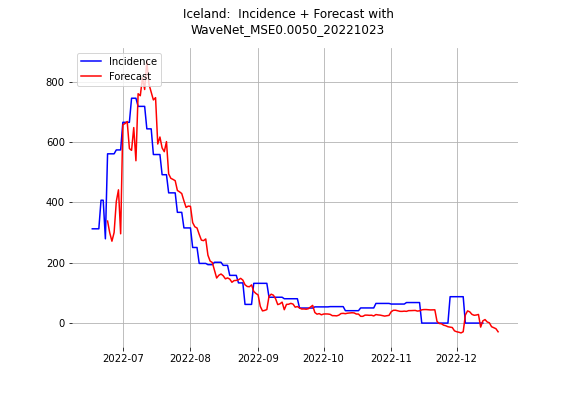 Iceland:  Incidence + Forecast with
WaveNet_MSE0.0050_20221023
Incidence
Forecast
800
600
400
200
0
2022-07 2022-08 2022-09 2022-10 2022-11 2022-12